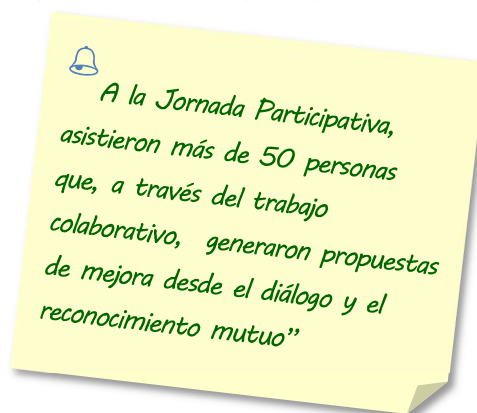 A la Jornada Participativa,
asistieron más de 50 personas
que, a través del trabajo
colaborativo, generaron propuestas
de mejora desde el diálogo y el
reconocimiento mutuo”